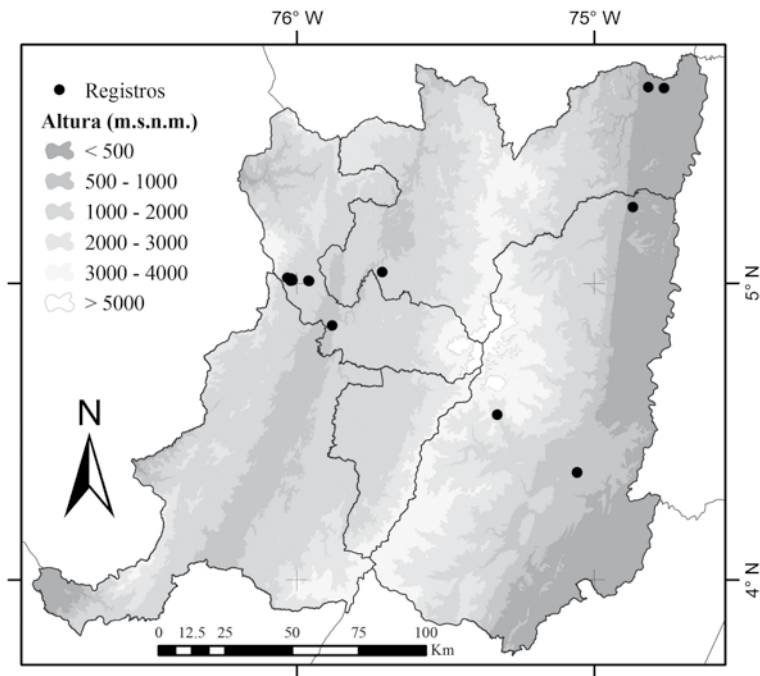 76° W
75° W
Registros
Altura (m.s.n.m.)
< 500
500 - 1000
1000 - 2000
2000 - 3000
3000 - 4000
> 5000
5° N
N
4° N
0 12.5 25 50 75 100
Km